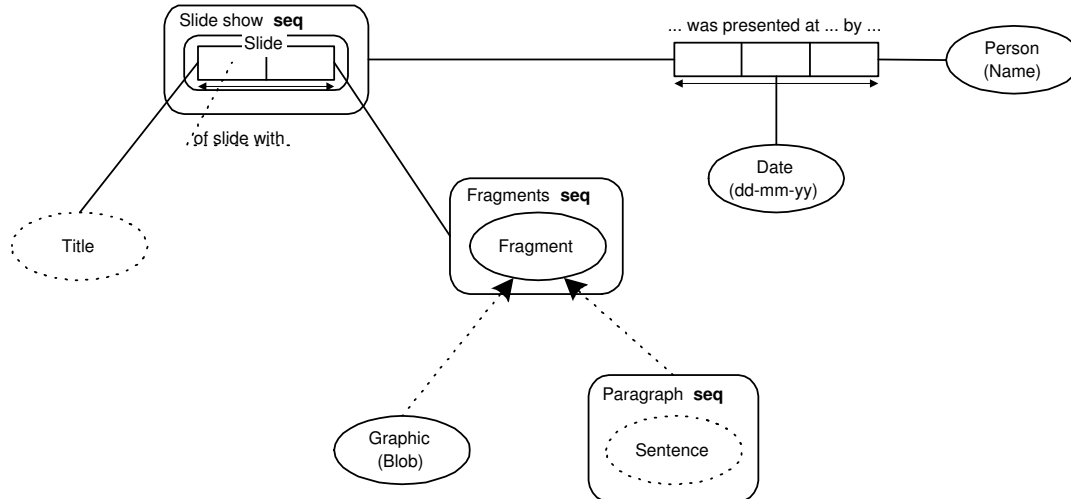 Slide show seq
Slide
... was presented at ... by ...
Person
(Name)
of slide with
Date
(dd-mm-yy)
Fragments seq
Title
Fragment
Paragraph seq
Graphic
(Blob)
Sentence